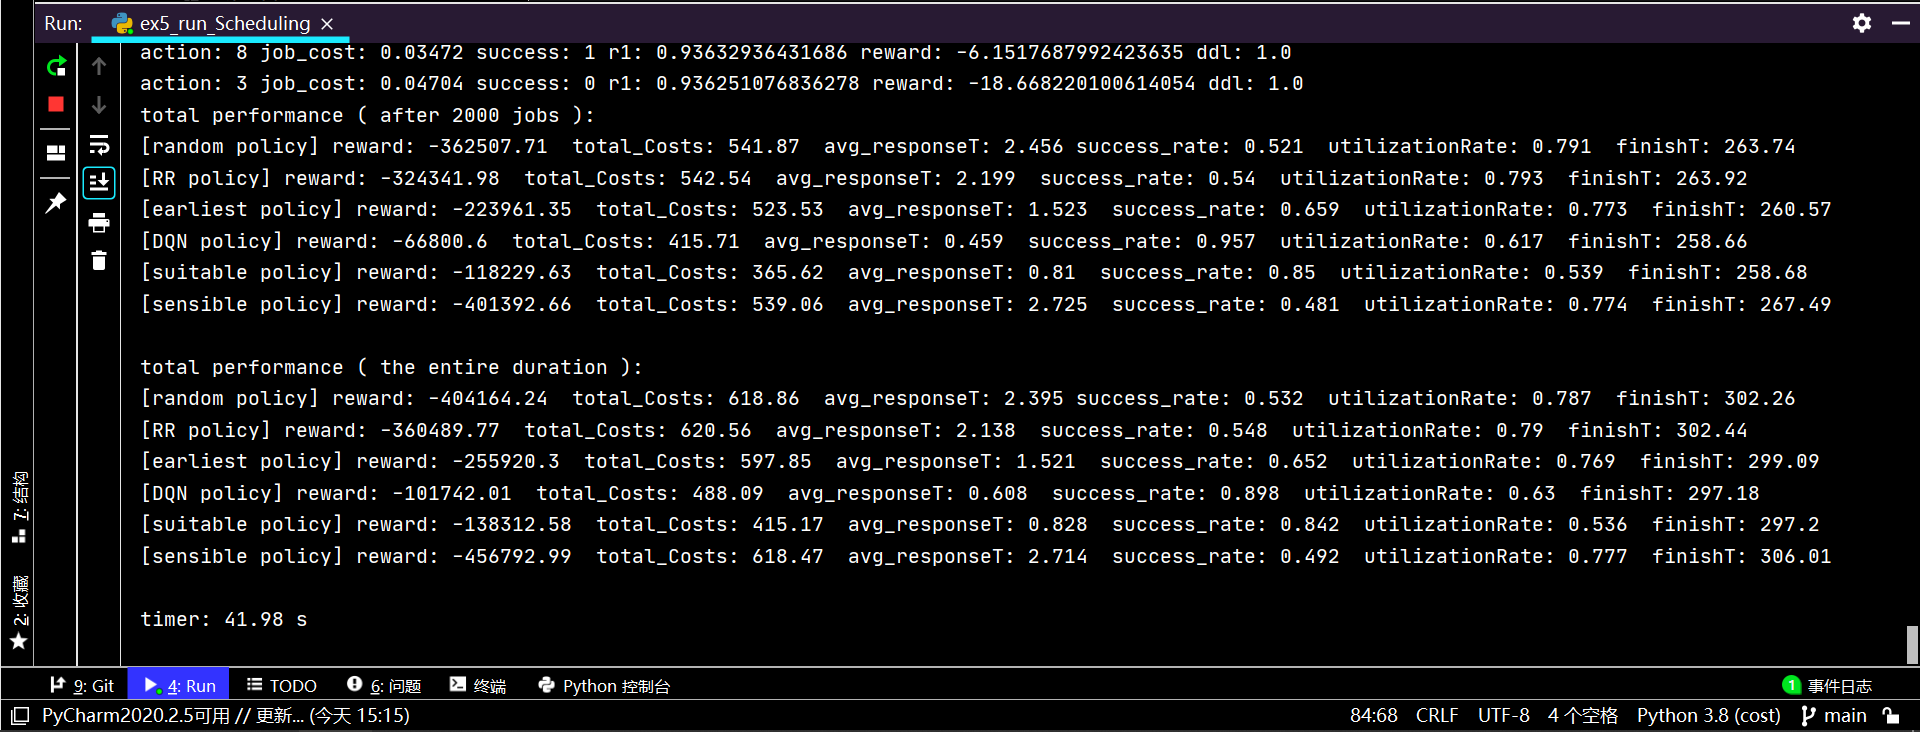 Run: ex5_run_Scheduling ×
action: 8 job_cost: 0.03472 success: 1 r1: 0.93632936431686 reward: -6.1517687992423635 ddl: 1.0
action: 3 job_cost: 0.04704 success: 0 r1: 0.936251076836278 reward: -18.668220100614054 ddl: 1.0
total performance ( after 2000 jobs ):
[random policy] reward: -362507.71  total_Costs: 541.87  avg_responseT: 2.456 success_rate: 0.521  utilizationRate: 0.791  finishT: 263.74
[RR policy] reward: -324341.98  total_Costs: 542.54  avg_responseT: 2.199  success_rate: 0.54  utilizationRate: 0.793  finishT: 263.92
[earliest policy] reward: -223961.35  total_Costs: 523.53  avg_responseT: 1.523  success_rate: 0.659  utilizationRate: 0.773  finishT: 260.57
[DQN policy] reward: -66800.6  total_Costs: 415.71  avg_responseT: 0.459  success_rate: 0.957  utilizationRate: 0.617  finishT: 258.66
[suitable policy] reward: -118229.63  total_Costs: 365.62  avg_responseT: 0.81  success_rate: 0.85  utilizationRate: 0.539  finishT: 258.68
[sensible policy] reward: -401392.66  total_Costs: 539.06  avg_responseT: 2.725  success_rate: 0.481  utilizationRate: 0.774  finishT: 267.49
total performance ( the entire duration ):
[random policy] reward: -404164.24  total_Costs: 618.86  avg_responseT: 2.395 success_rate: 0.532  utilizationRate: 0.787  finishT: 302.26
[RR policy] reward: -360489.77  total_Costs: 620.56  avg_responseT: 2.138  success_rate: 0.548  utilizationRate: 0.79  finishT: 302.44
[earliest policy] reward: -255920.3  total_Costs: 597.85  avg_responseT: 1.521  success_rate: 0.652  utilizationRate: 0.769  finishT: 299.09
[DQN policy] reward: -101742.01  total_Costs: 488.09  avg_responseT: 0.608  success_rate: 0.898  utilizationRate: 0.63  finishT: 297.18
[suitable policy] reward: -138312.58  total_Costs: 415.17  avg_responseT: 0.828  success_rate: 0.842  utilizationRate: 0.536  finishT: 297.2
[sensible policy] reward: -456792.99  total_Costs: 618.47  avg_responseT: 2.714  success_rate: 0.492  utilizationRate: 0.777  finishT: 306.01
timer: 41.98 s
7: 结构
2: 收藏
9: Git 4: Run TODO 6: 问题 终端 Python 控制台 1 事件日志
PyCharm2020.2.5可用 // 更新... (今天 15:15) 84:68 CRLF UTF-8 4 个空格 Python 3.8 (cost) main